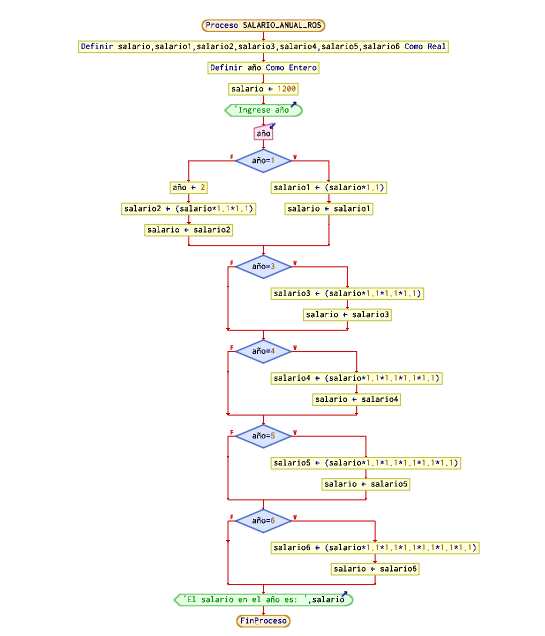 Proceso SALARIO_ANUAL_ROS
Definir salario,salario1,salario2,salario3,salario4,salario5,salario6 Como Real
Definir año Como Entero
salario ← 1200
'Ingrese año'
año
F año=1 V
año ← 2
salario2 ← (salario*1.1*1.1)
salario ← salario2
salario1 ← (salario*1.1)
salario ← salario1
F año=3 V
salario3 ← (salario*1.1*1.1*1.1)
salario ← salario3
F año=4 V
salario4 ← (salario*1.1*1.1*1.1*1.1)
salario ← salario4
F año=5 V
salario5 ← (salario*1.1*1.1*1.1*1.1*1.1)
salario ← salario5
F año=6 V
salario6 ← (salario*1.1*1.1*1.1*1.1*1.1*1.1)
salario ← salario6
'El salario en el año es: ',salario
FinProceso